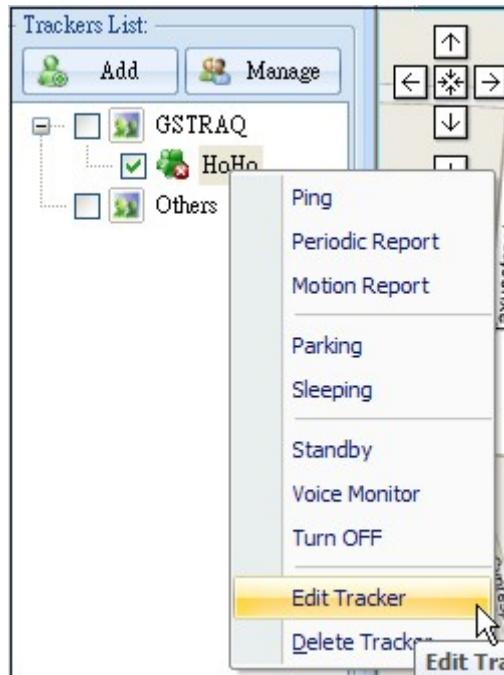 Trackers List:
Add
Manage
GSTRAQ
HoHo
Others
Ping
Periodic Report
Motion Report
Parking
Sleeping
Standby
Voice Monitor
Turn OFF
Edit Tracker
Delete Tracker
Edit Tra